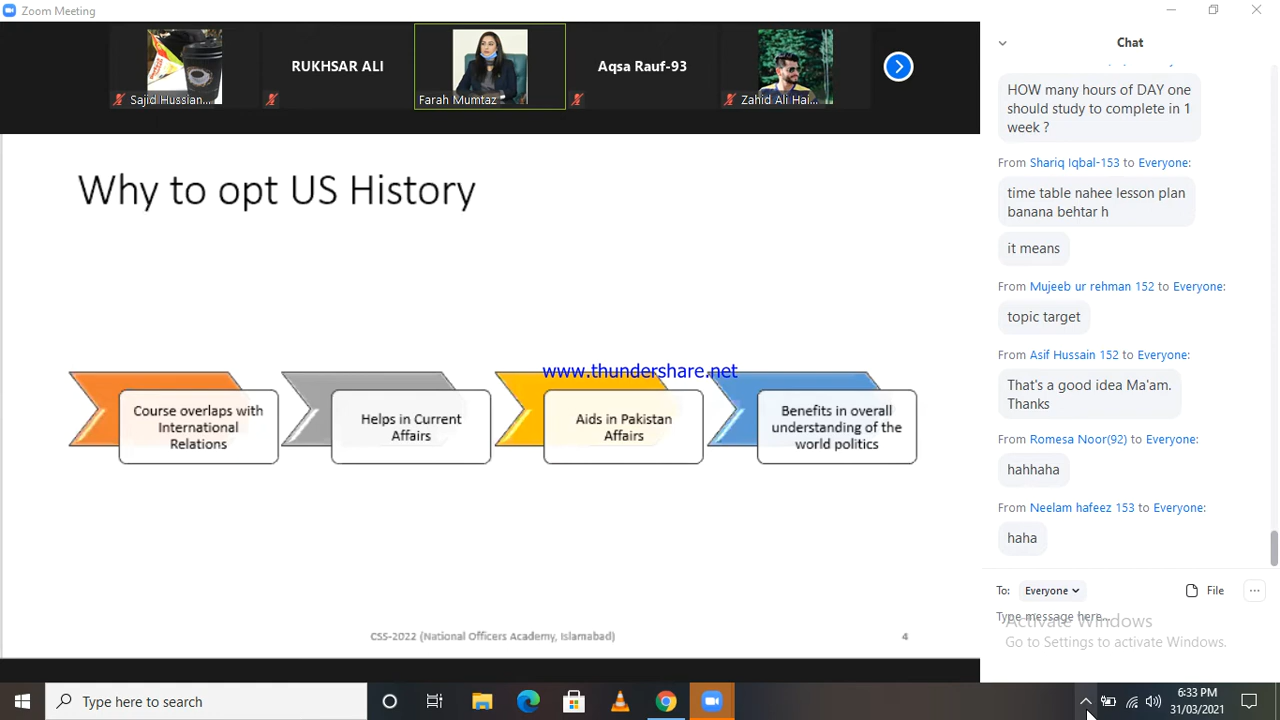 Zoom Meeting
Sajid Hussian...
RUKHSAR ALI
Farah Mumtaz
Aqsa Rauf-93
Zahid Ali Hai...
Why to opt US History
www.thundershare.net
Course overlaps with
International
Relations
Helps in Current
Affairs
Aids in Pakistan
Affairs
Benefits in overall
understanding of the
world politics
CSS-2022 (National Officers Academy, Islamabad)
4
Chat
HOW many hours of DAY one
should study to complete in 1
week ?
From Shariq Iqbal-153 to Everyone:
time table nahee lesson plan
banana behtar h
it means
From Mujeeb ur rehman 152 to Everyone:
topic target
From Asif Hussain 152 to Everyone:
That's a good idea Ma'am.
Thanks
From Romesa Noor(92) to Everyone:
hahhaha
From Neelam hafeez 153 to Everyone:
haha
To: Everyone
File
Type message here...
Activate Windows
Go to Settings to activate Windows.
Type here to search
6:33 PM
31/03/2021